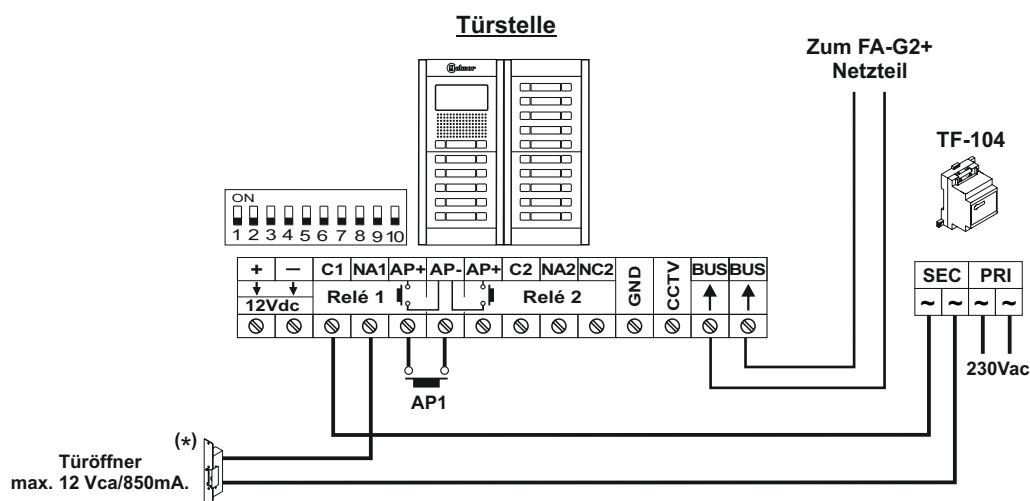 Türstelle
Zum FA-G2+
Netzteil
TF-104
ON
1 2 3 4 5 6 7 8 9 10
+ − C1 NA1 AP+ AP- AP+ C2 NA2 NC2 GND CCTV BUS BUS
12Vdc Relé 1 Relé 2
SEC PRI
~ ~ ~ ~
230Vac
AP1
(*)
Türöffner
max. 12 Vca/850mA.